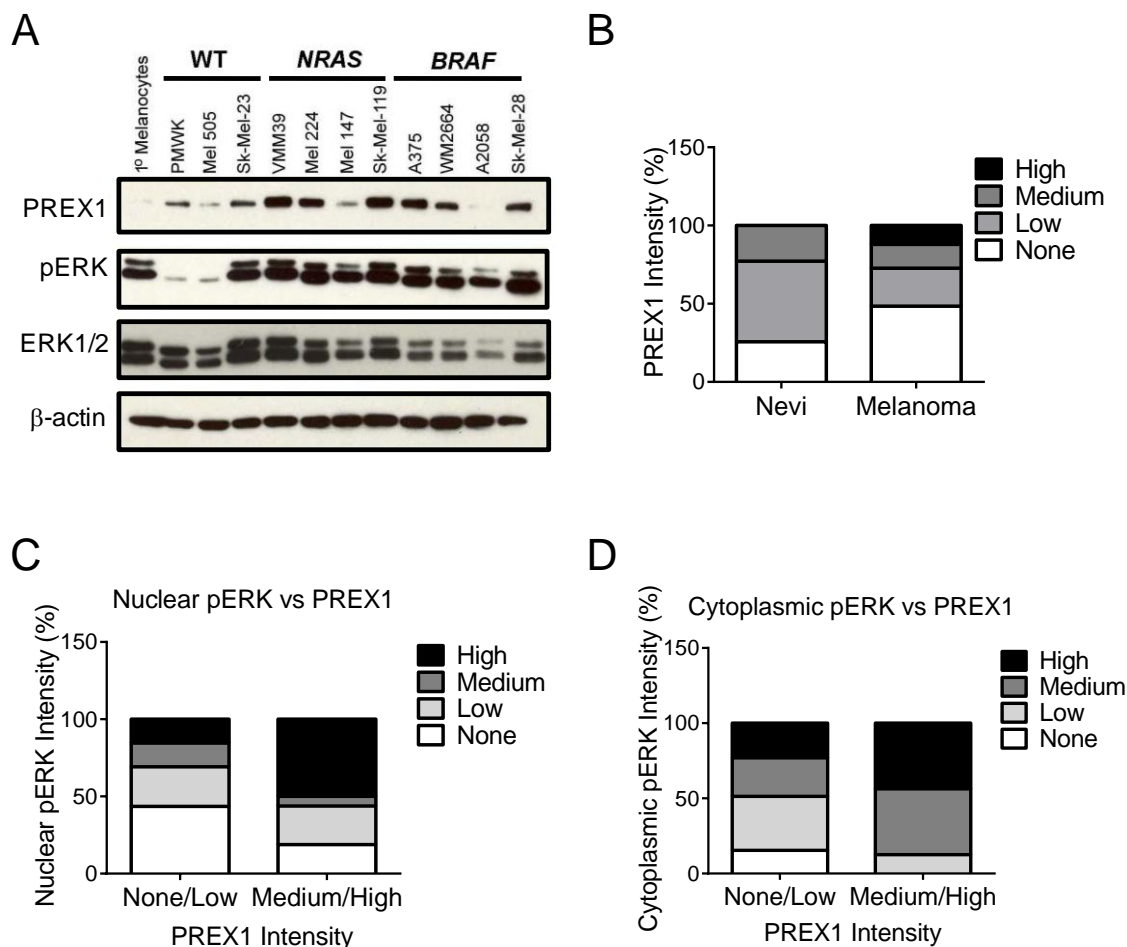 A
WT
NRAS
BRAF
1º Melanocytes
PMWK
Mel 505
Sk-Mel-23
VMM39
Mel 224
Mel 147
Sk-Mel-119
A375
WM2664
A2058
Sk-Mel-28
PREX1
pERK
ERK1/2
β-actin
B
PREX1 Intensity (%)
150
100
50
0
Nevi
Melanoma
High
Medium
Low
None
C
Nuclear pERK vs PREX1
Nuclear pERK Intensity (%)
150
100
50
0
None/Low
Medium/High
PREX1 Intensity
High
Medium
Low
None
D
Cytoplasmic pERK vs PREX1
Cytoplasmic pERK Intensity (%)
150
100
50
0
None/Low
Medium/High
PREX1 Intensity
High
Medium
Low
None